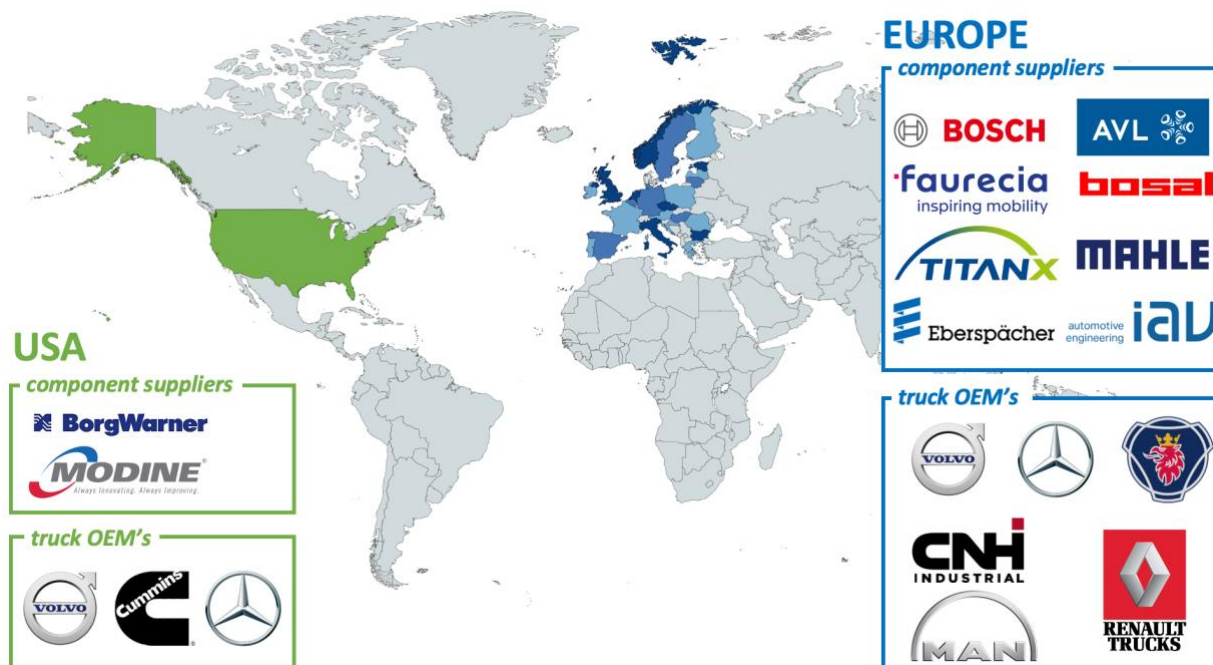 EUROPE
component suppliers
BOSCH
AVL
faurecia
inspiring mobility
bosal
TITANX
MAHLE
Eberspächer
automotive
engineering
iav
truck OEM's
VOLVO
CNH
INDUSTRIAL
MAN
RENAULT
TRUCKS
USA
component suppliers
BorgWarner
MODINE®
Always Innovating. Always Improving.
truck OEM's
VOLVO
Cummins